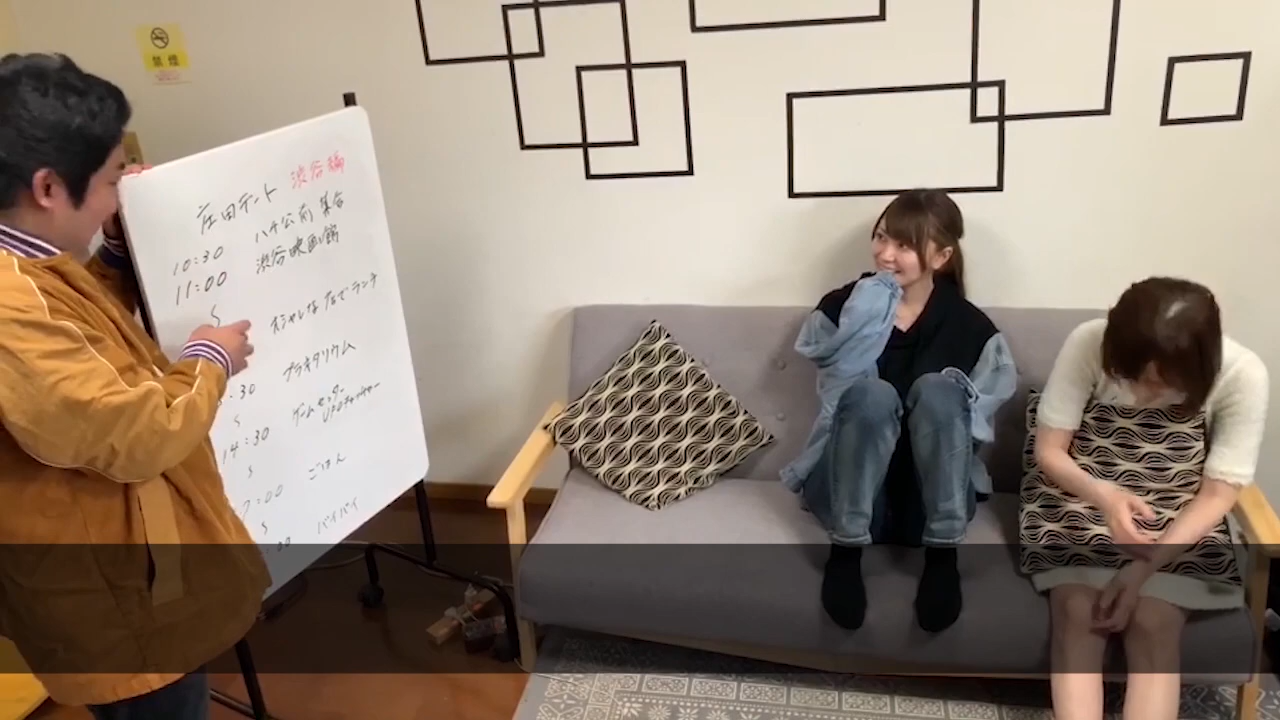 禁煙
庄田デート 渋谷編
10:30 ハチ公前 集合
11:00 渋谷映画館
オシャレな店でランチ
:30 プラネタリウム
14:30 ゲームセンター
UFOキャッチャー
7:00 ごはん
:00 バイバイ